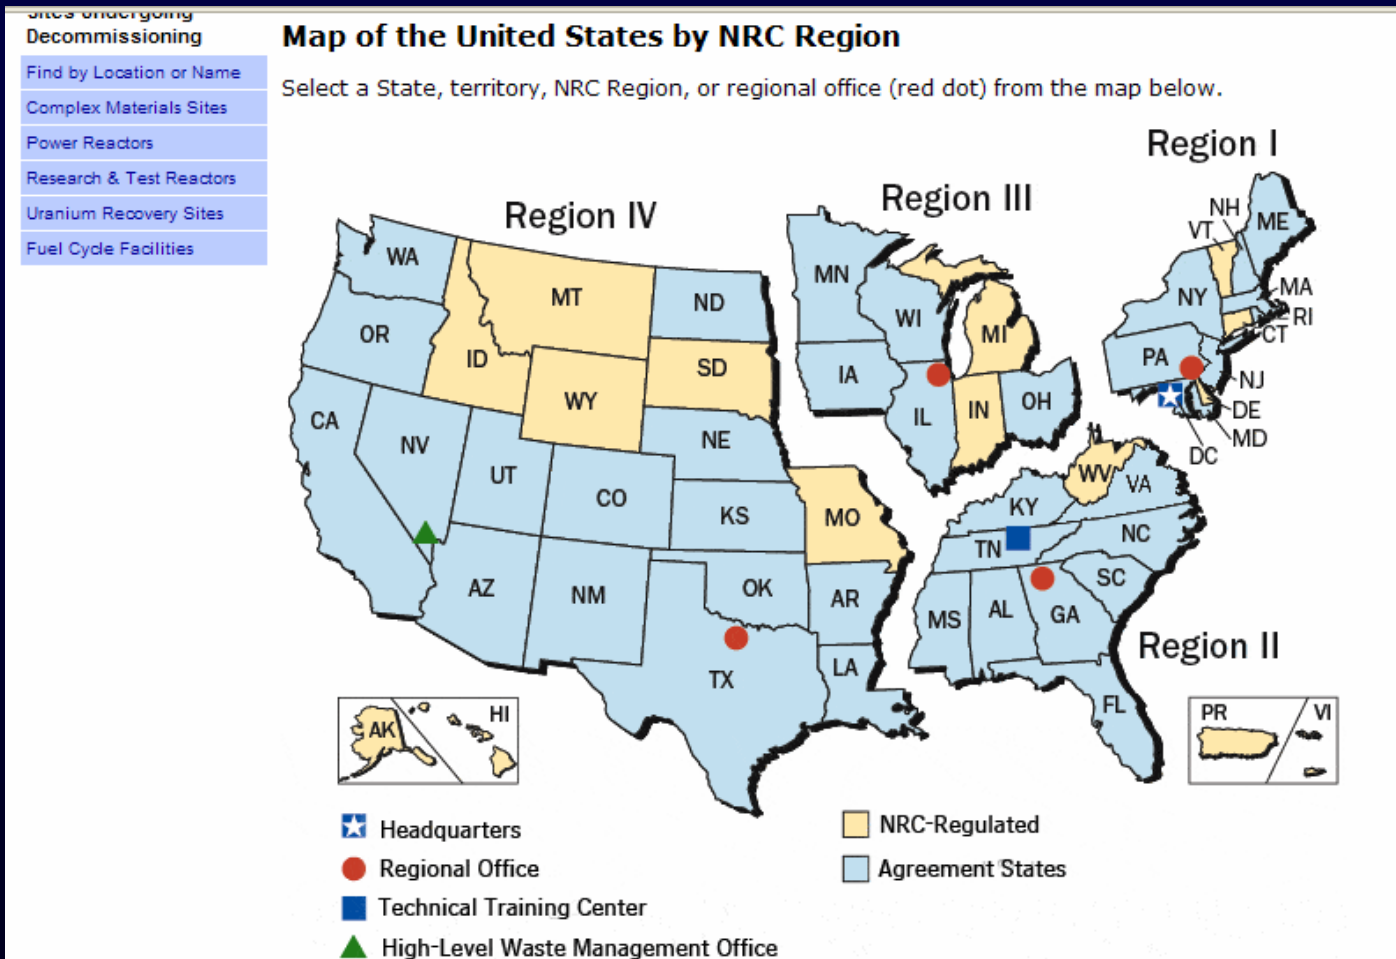 Sites Undergoing
Decommissioning
Find by Location or Name
Complex Materials Sites
Power Reactors
Research & Test Reactors
Uranium Recovery Sites
Fuel Cycle Facilities
Map of the United States by NRC Region
Select a State, territory, NRC Region, or regional office (red dot) from the map below.
Region I
Region III
Region IV
NH
ME
VT
WA
MN
MT
ND
NY
MA
WI
RI
OR
MI
CT
ID
PA
SD
IA
NJ
WY
OH
IN
DE
CA
IL
NV
NE
MD
DC
UT
WV
CO
VA
KS
MO
KY
NC
TN
AZ
OK
SC
NM
AR
MS
AL
GA
Region II
LA
TX
FL
HI
PR
VI
AK
Headquarters
NRC-Regulated
Regional Office
Agreement States
Technical Training Center
High-Level Waste Management Office